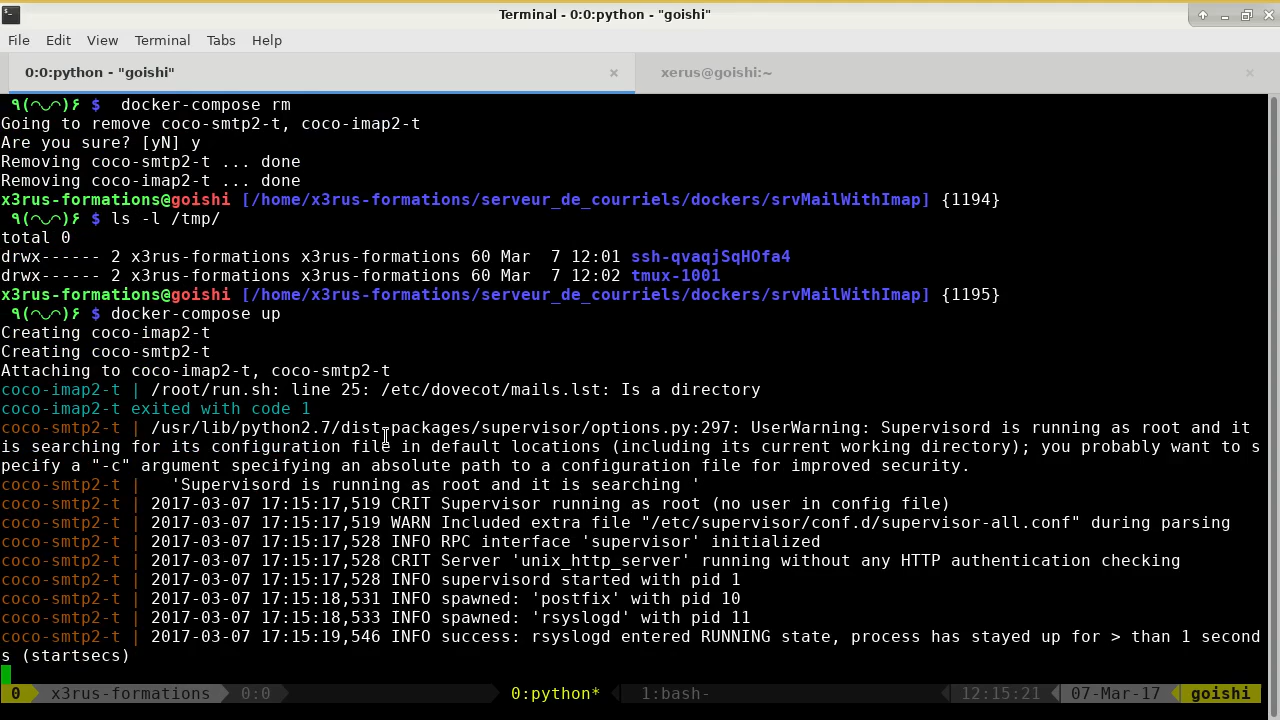 Terminal - 0:0:python - "goishi"
File Edit View Terminal Tabs Help
0:0:python - "goishi" xerus@goishi:~
٩(◠◡◠)۶ $  docker-compose rm
Going to remove coco-smtp2-t, coco-imap2-t
Are you sure? [yN] y
Removing coco-smtp2-t ... done
Removing coco-imap2-t ... done
x3rus-formations@goishi [/home/x3rus-formations/serveur_de_courriels/dockers/srvMailWithImap] {1194}
٩(◠◡◠)۶ $ ls -l /tmp/
total 0
drwx------ 2 x3rus-formations x3rus-formations 60 Mar  7 12:01 ssh-qvaqjSqHOfa4
drwx------ 2 x3rus-formations x3rus-formations 60 Mar  7 12:02 tmux-1001
x3rus-formations@goishi [/home/x3rus-formations/serveur_de_courriels/dockers/srvMailWithImap] {1195}
٩(◠◡◠)۶ $ docker-compose up
Creating coco-imap2-t
Creating coco-smtp2-t
Attaching to coco-imap2-t, coco-smtp2-t
coco-imap2-t | /root/run.sh: line 25: /etc/dovecot/mails.lst: Is a directory
coco-imap2-t exited with code 1
coco-smtp2-t | /usr/lib/python2.7/dist-packages/supervisor/options.py:297: UserWarning: Supervisord is running as root and it
is searching for its configuration file in default locations (including its current working directory); you probably want to s
pecify a "-c" argument specifying an absolute path to a configuration file for improved security.
coco-smtp2-t |   'Supervisord is running as root and it is searching '
coco-smtp2-t | 2017-03-07 17:15:17,519 CRIT Supervisor running as root (no user in config file)
coco-smtp2-t | 2017-03-07 17:15:17,519 WARN Included extra file "/etc/supervisor/conf.d/supervisor-all.conf" during parsing
coco-smtp2-t | 2017-03-07 17:15:17,528 INFO RPC interface 'supervisor' initialized
coco-smtp2-t | 2017-03-07 17:15:17,528 CRIT Server 'unix_http_server' running without any HTTP authentication checking
coco-smtp2-t | 2017-03-07 17:15:17,528 INFO supervisord started with pid 1
coco-smtp2-t | 2017-03-07 17:15:18,531 INFO spawned: 'postfix' with pid 10
coco-smtp2-t | 2017-03-07 17:15:18,533 INFO spawned: 'rsyslogd' with pid 11
coco-smtp2-t | 2017-03-07 17:15:19,546 INFO success: rsyslogd entered RUNNING state, process has stayed up for > than 1 second
s (startsecs)
0 x3rus-formations 0:0 0:python* 1:bash- 12:15:21 07-Mar-17 goishi